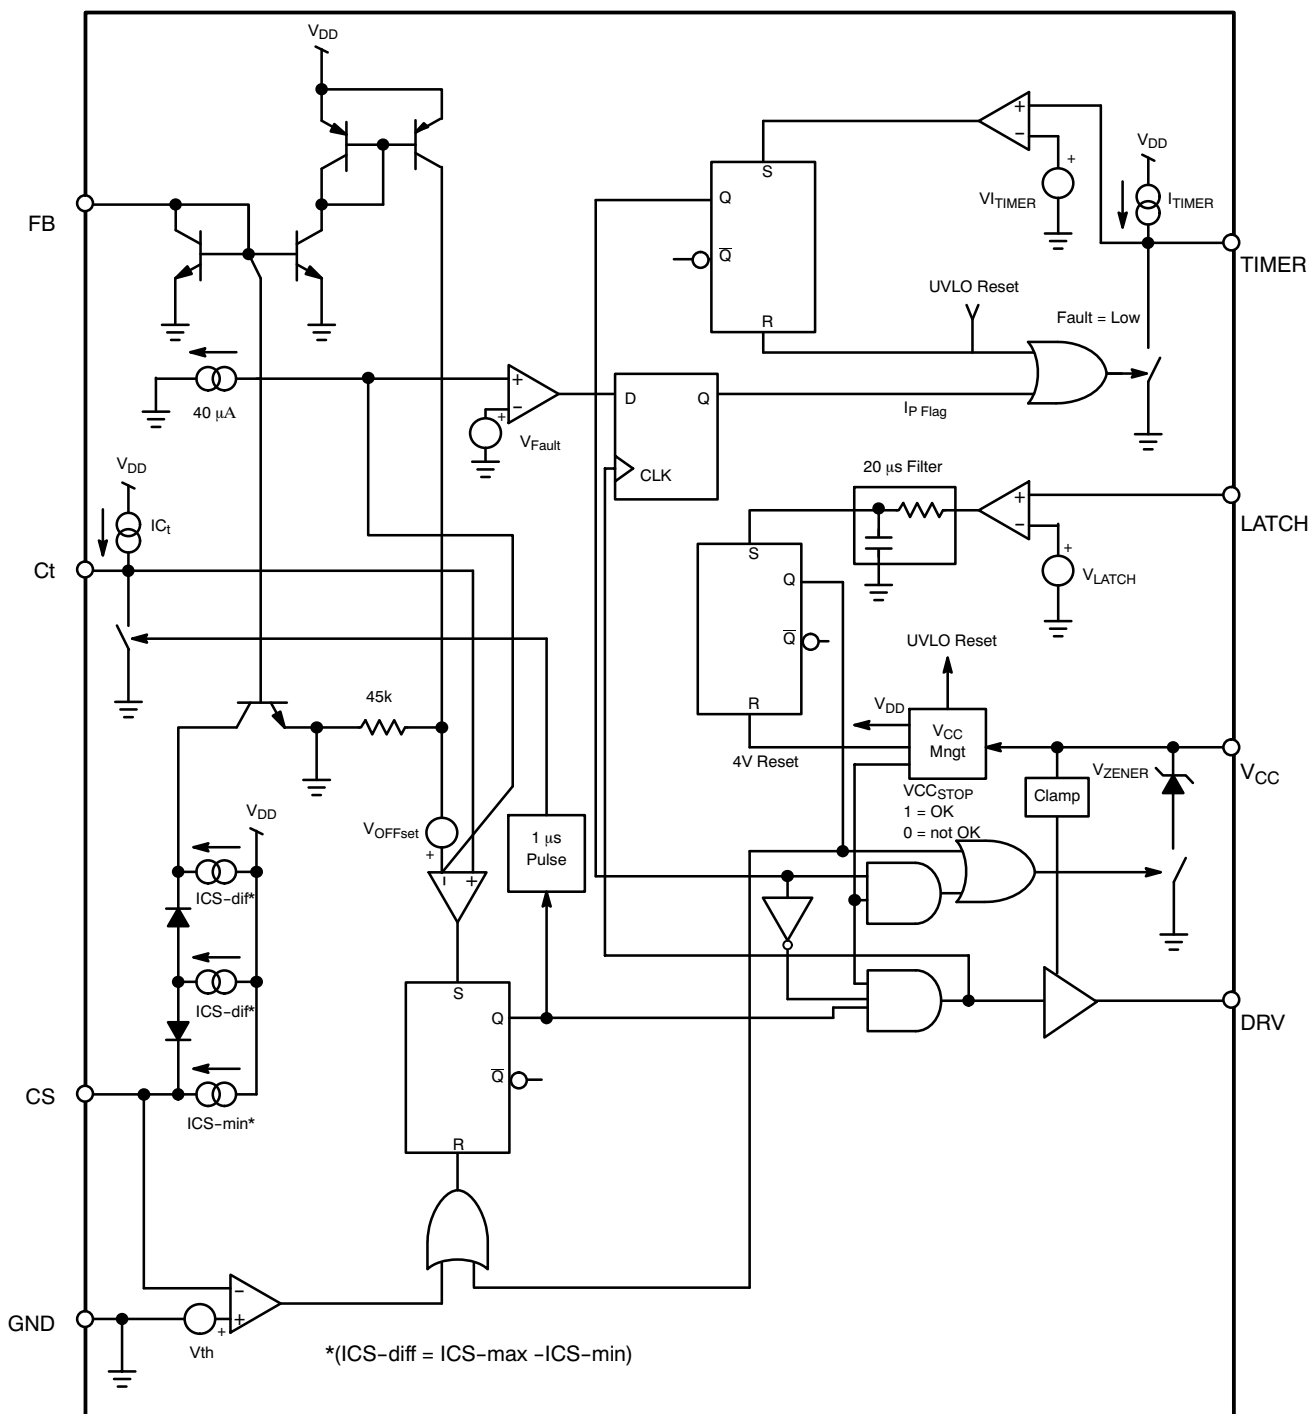 V_DD
S
+
−
V_DD
Q
+
VI_TIMER
I_TIMER
FB
Q̅
TIMER
UVLO Reset
R
Fault = Low
+
−
+
40 µA
V_Fault
D
Q
I_P Flag
CLK
20 µs Filter
V_DD
IC_t
+
−
LATCH
+
V_LATCH
Ct
S
Q
Q̅
UVLO Reset
45k
R
V_DD
V_CC
Mngt
4V Reset
V_ZENER
V_CC
VCC_STOP
1 = OK
0 = not OK
Clamp
V_DD
V_OFFset
+
1 µs
Pulse
− +
ICS−dif*
ICS−dif*
S
Q
DRV
Q̅
CS
ICS−min*
R
−
+
GND
+
Vth
*(ICS−diff = ICS−max −ICS−min)